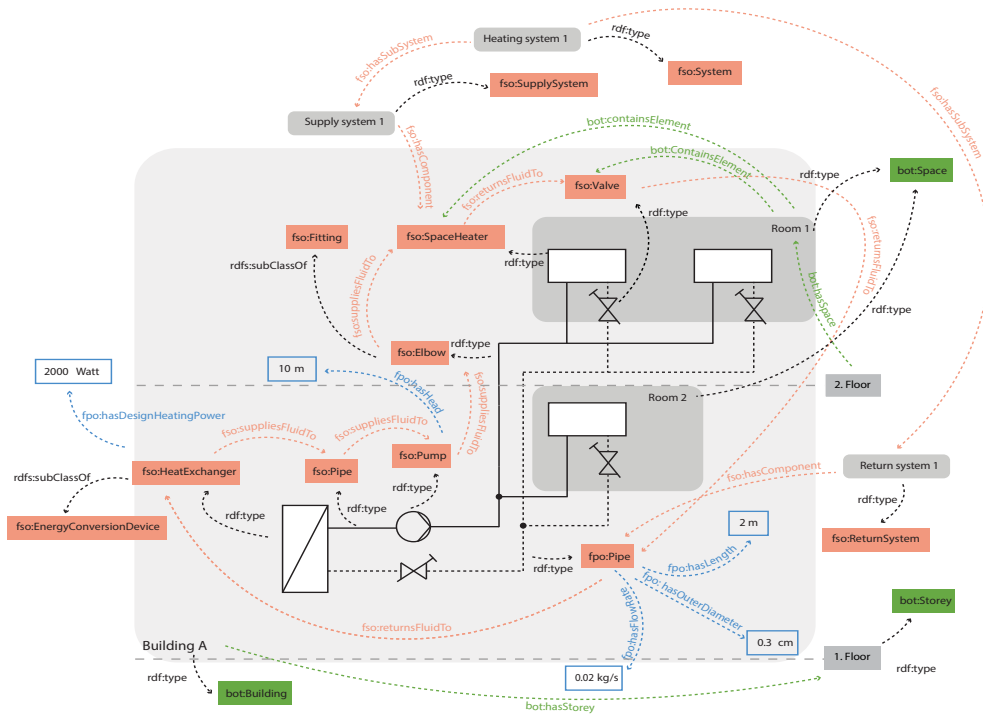 Heating system 1
rdf:type
fso:System
fso:hasSubSystem
fso:hasSubSystem
rdf:type
fso:SupplySystem
Supply system 1
fso:hasComponent
bot:containsElement
bot:ContainsElement
fso:returnsFluidTo
fso:Valve
rdf:type
bot:Space
rdf:type
fso:Fitting
fso:SpaceHeater
Room 1
fso:returnsFluidTo
rdfs:subClassOf
rdf:type
fso:suppliesFluidTo
bot:hasSpace
rdf:type
fso:Elbow
rdf:type
2000 Watt
10 m
fpo:hasHead
fso:suppliesFluidTo
2. Floor
Room 2
fpo:hasDesignHeatingPower
fso:suppliesFluidTo
fso:suppliesFluidTo
fso:Pump
fso:HeatExchanger
fso:Pipe
rdfs:subClassOf
rdf:type
fso:hasComponent
Return system 1
rdf:type
fso:EnergyConversionDevice
rdf:type
rdf:type
2 m
fso:ReturnSystem
fpo:Pipe
rdf:type
fpo:hasLength
fpo: hasOuterDiameter
fpo:hasFlowRate
bot:Storey
fso:returnsFluidTo
Building A
0.3 cm
1. Floor
rdf:type
rdf:type
0.02 kg/s
bot:Building
bot:hasStorey